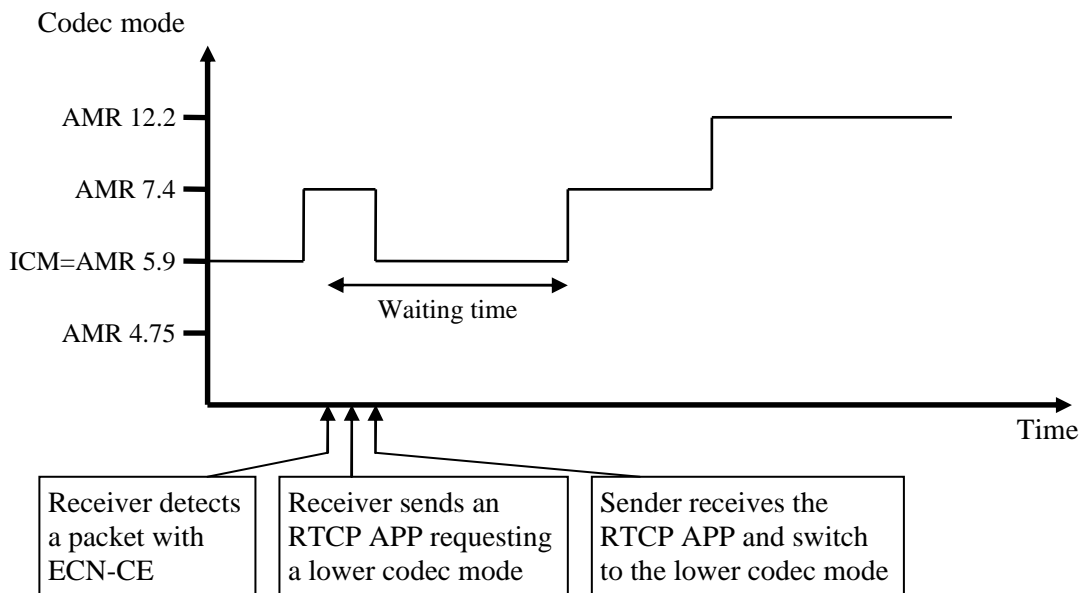 Codec mode
AMR 12.2
AMR 7.4
ICM=AMR 5.9
AMR 4.75
Waiting time
Time
Receiver detects
a packet with
ECN-CE
Receiver sends an
RTCP APP requesting
a lower codec mode
Sender receives the
RTCP APP and switch
to the lower codec mode